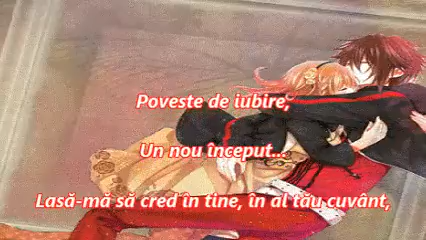 Poveste de iubire,
Un nou început...
Lasă-mă să cred în tine, în al tău cuvânt,